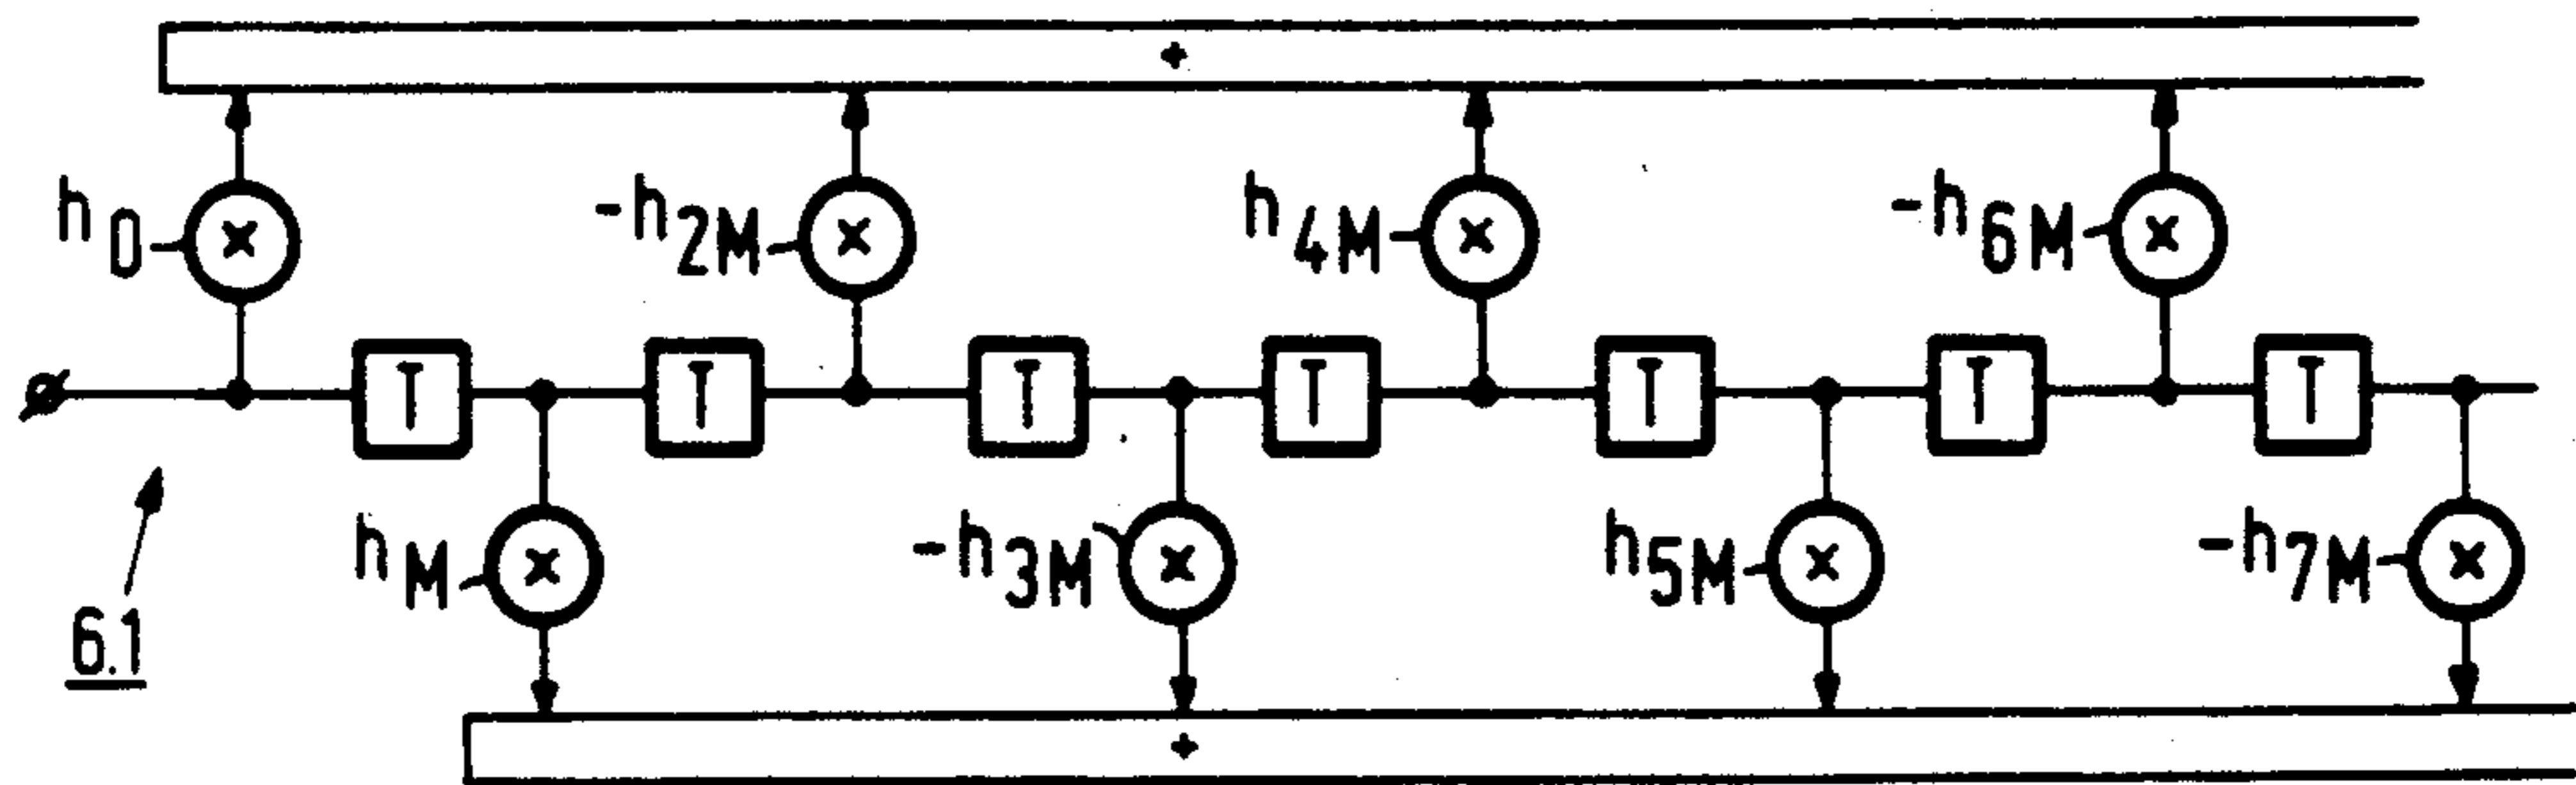 +
h0 -h2M h4M -h6M
× × × ×
T T T T T T T
hM -h3M h5M -h7M
× × × ×
6.1
+